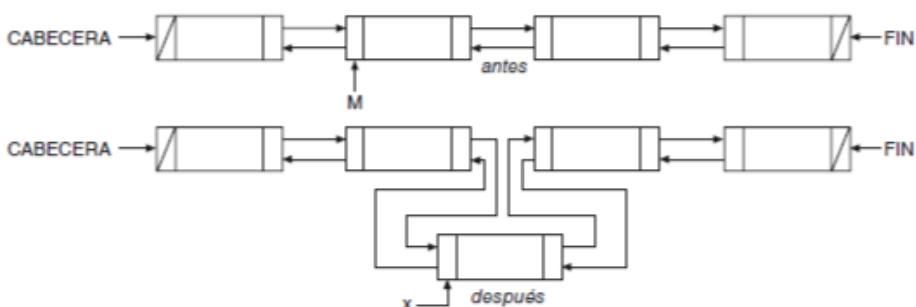 CABECERA FIN
antes
M
CABECERA FIN
x después